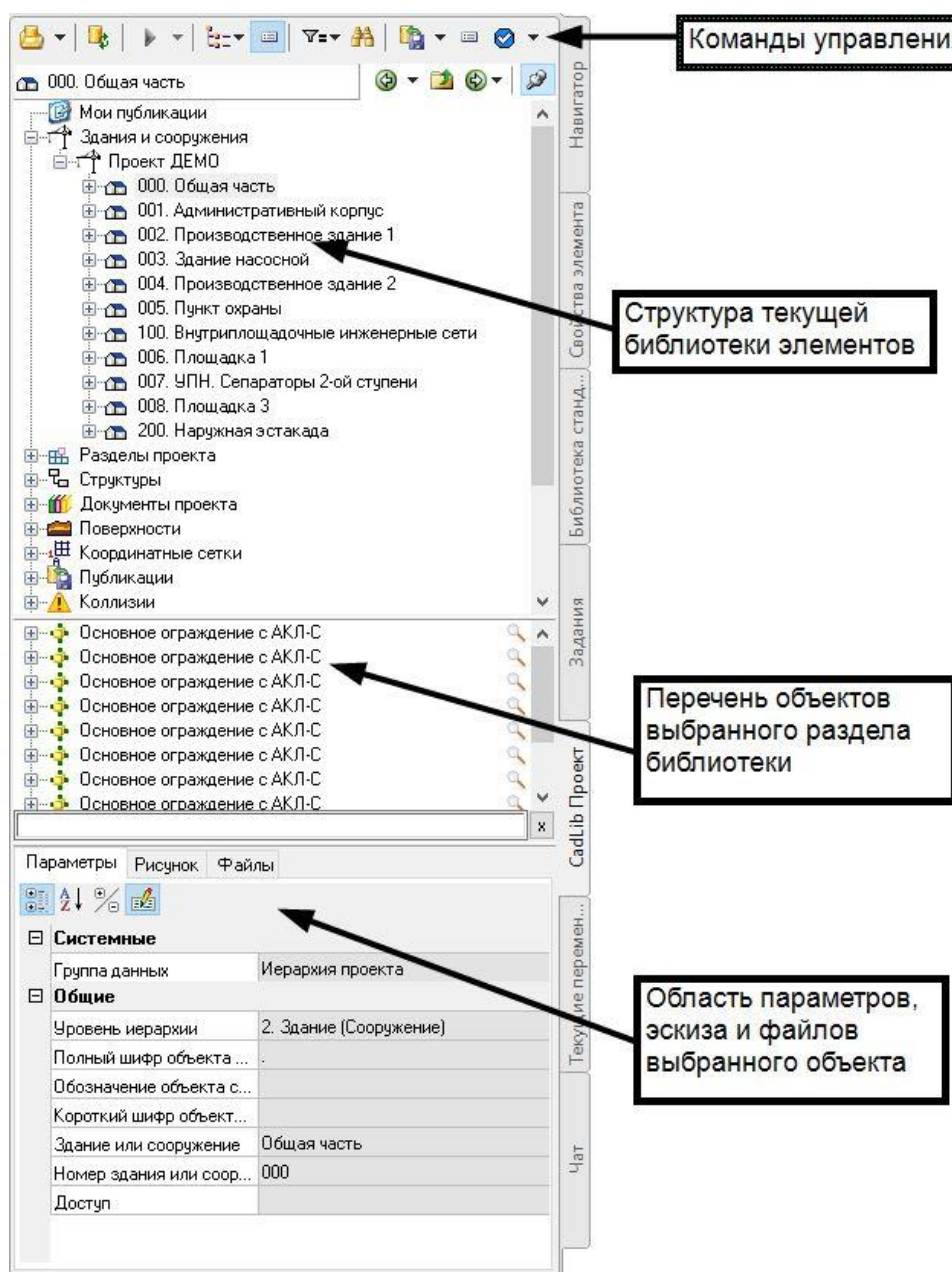 Команды управлени
000. Общая часть
Мои публикации
Здания и сооружения
Проект ДЕМО
000. Общая часть
001. Административный корпус
002. Производственное здание 1
003. Здание насосной
004. Производственное здание 2
005. Пункт охраны
100. Внутриплощадочные инженерные сети
006. Площадка 1
007. УПН. Сепараторы 2-ой ступени
008. Площадка 3
200. Наружная эстакада
Разделы проекта
Структуры
Документы проекта
Поверхности
Координатные сетки
Публикации
Коллизии
Структура текущей
библиотеки элементов
Основное ограждение с АКЛ-С
Основное ограждение с АКЛ-С
Основное ограждение с АКЛ-С
Основное ограждение с АКЛ-С
Основное ограждение с АКЛ-С
Основное ограждение с АКЛ-С
Основное ограждение с АКЛ-С
Основное ограждение с АКЛ-С
x
Перечень объектов
выбранного раздела
библиотеки
Параметры Рисунок Файлы
Системные
Группа данных Иерархия проекта
Общие
Уровень иерархии 2. Здание (Сооружение)
Полный шифр объекта ... .
Обозначение объекта с...
Короткий шифр объект...
Здание или сооружение Общая часть
Номер здания или соор... 000
Доступ
Область параметров,
эскиза и файлов
выбранного объекта
Навигатор
Свойства элемента
Библиотека станд...
Задания
CadLib Проект
Текущие перемен...
Чат